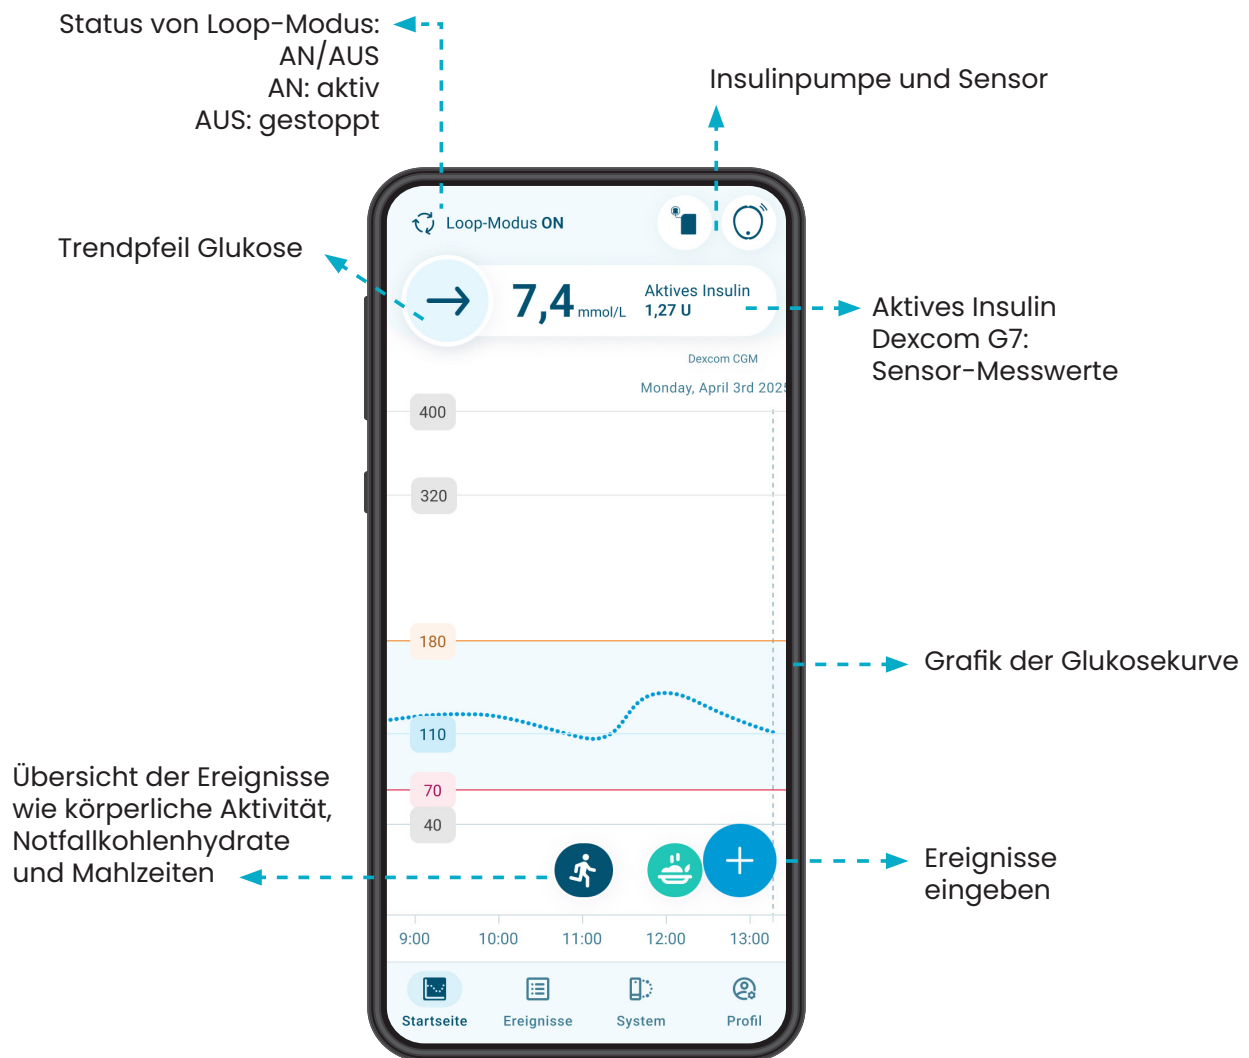 Status von Loop-Modus:
AN/AUS
AN: aktiv
AUS: gestoppt
Insulinpumpe und Sensor
Loop-Modus ON
Trendpfeil Glukose
7,4 mmol/L
Aktives Insulin
1,27 U
Aktives Insulin
Dexcom G7:
Sensor-Messwerte
Dexcom CGM
Monday, April 3rd 2025
400
320
180
Grafik der Glukosekurve
110
70
40
Übersicht der Ereignisse
wie körperliche Aktivität,
Notfallkohlenhydrate
und Mahlzeiten
Ereignisse
eingeben
9:00 10:00 11:00 12:00 13:00
Startseite Ereignisse System Profil